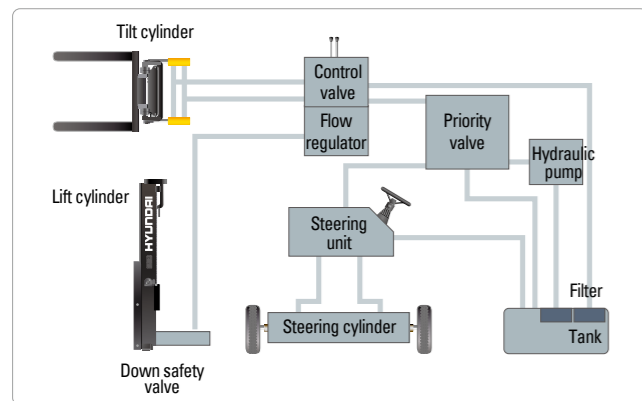 Tilt cylinder
Control
valve
Flow
regulator
Priority
valve
Hydraulic
pump
Lift cylinder
HYUNDAI
Steering
unit
Filter
Steering cylinder
Tank
Down safety
valve